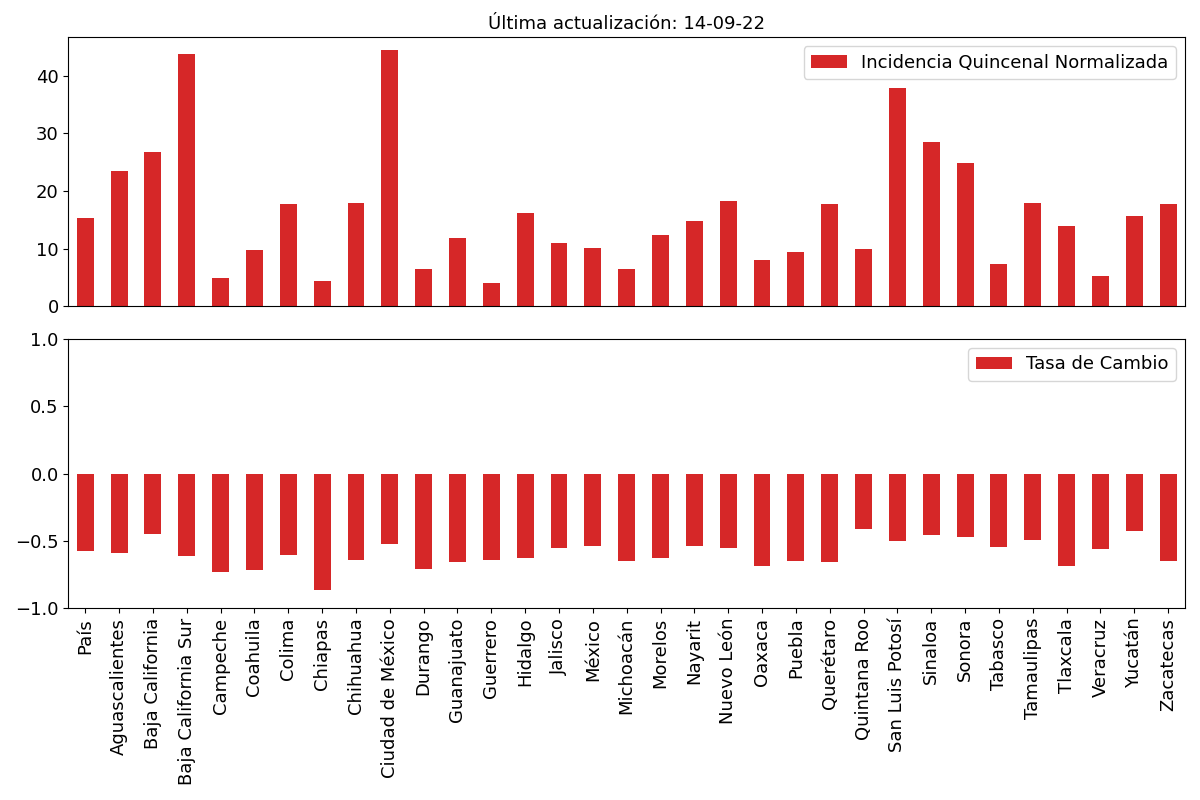 Última actualización: 14-09-22
Incidencia Quincenal Normalizada
40
30
20
10
0
Tasa de Cambio
1.0
0.5
0.0
−0.5
−1.0
País
Aguascalientes
Baja California
Baja California Sur
Campeche
Coahuila
Colima
Chiapas
Chihuahua
Ciudad de México
Durango
Guanajuato
Guerrero
Hidalgo
Jalisco
México
Michoacán
Morelos
Nayarit
Nuevo León
Oaxaca
Puebla
Querétaro
Quintana Roo
San Luis Potosí
Sinaloa
Sonora
Tabasco
Tamaulipas
Tlaxcala
Veracruz
Yucatán
Zacatecas